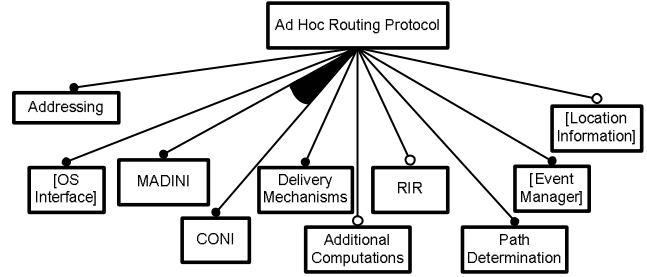 Ad Hoc Routing Protocol
Addressing
[OS
Interface]
MADINI
CONI
Delivery
Mechanisms
Additional
Computations
RIR
Path
Determination
[Event
Manager]
[Location
Information]